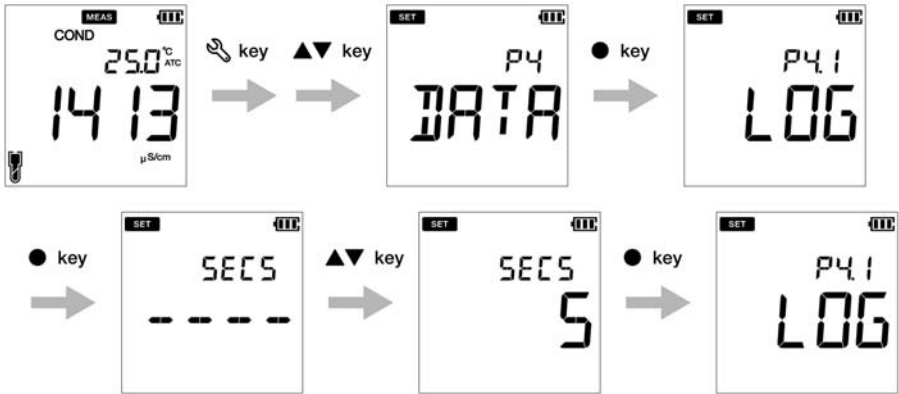 MEAS
COND
25.0 °C
ATC
1413
µS/cm
key
▲▼ key
SET
P4
DATA
● key
SET
P4.1
LOG
● key
SET
SECS
----
▲▼ key
SET
SECS
5
● key
SET
P4.1
LOG